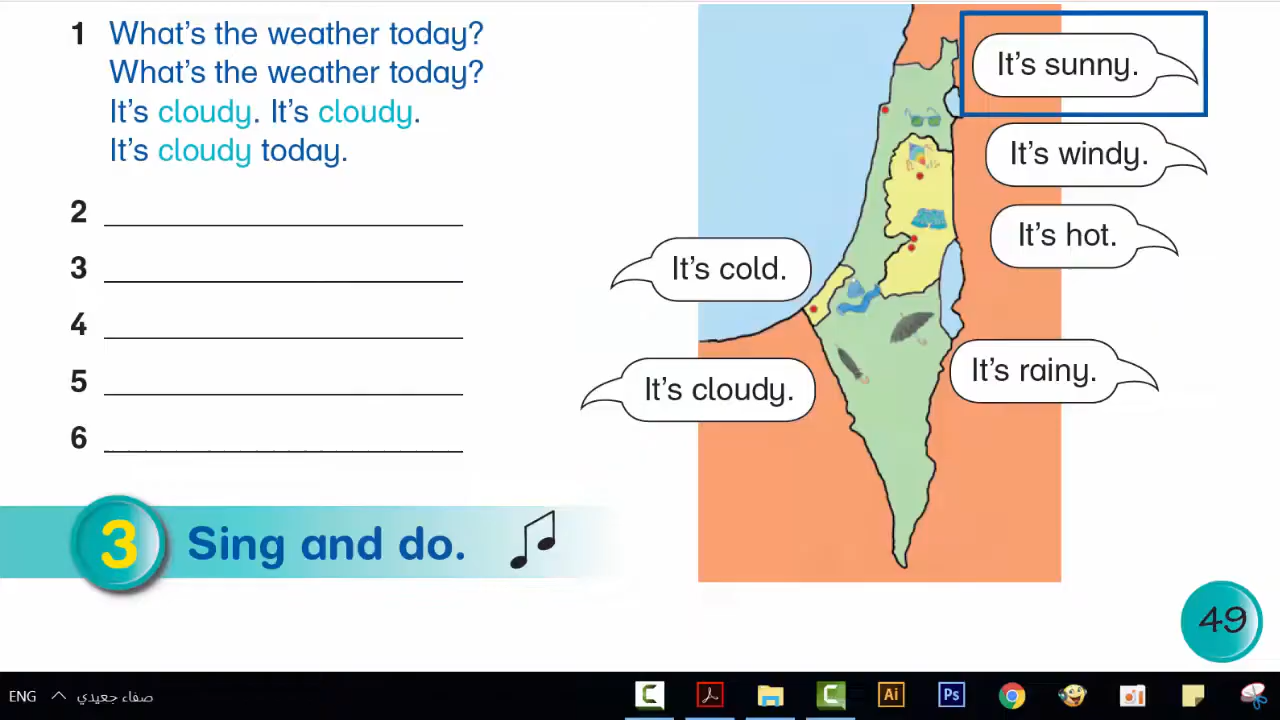 1 What's the weather today?
What's the weather today?
It's cloudy. It's cloudy.
It's cloudy today.
2
3
4
5
6
It's sunny.
It's windy.
It's hot.
It's cold.
It's rainy.
It's cloudy.
3 Sing and do.
49
ENG
صفاء جعيدي
Ai
Ps